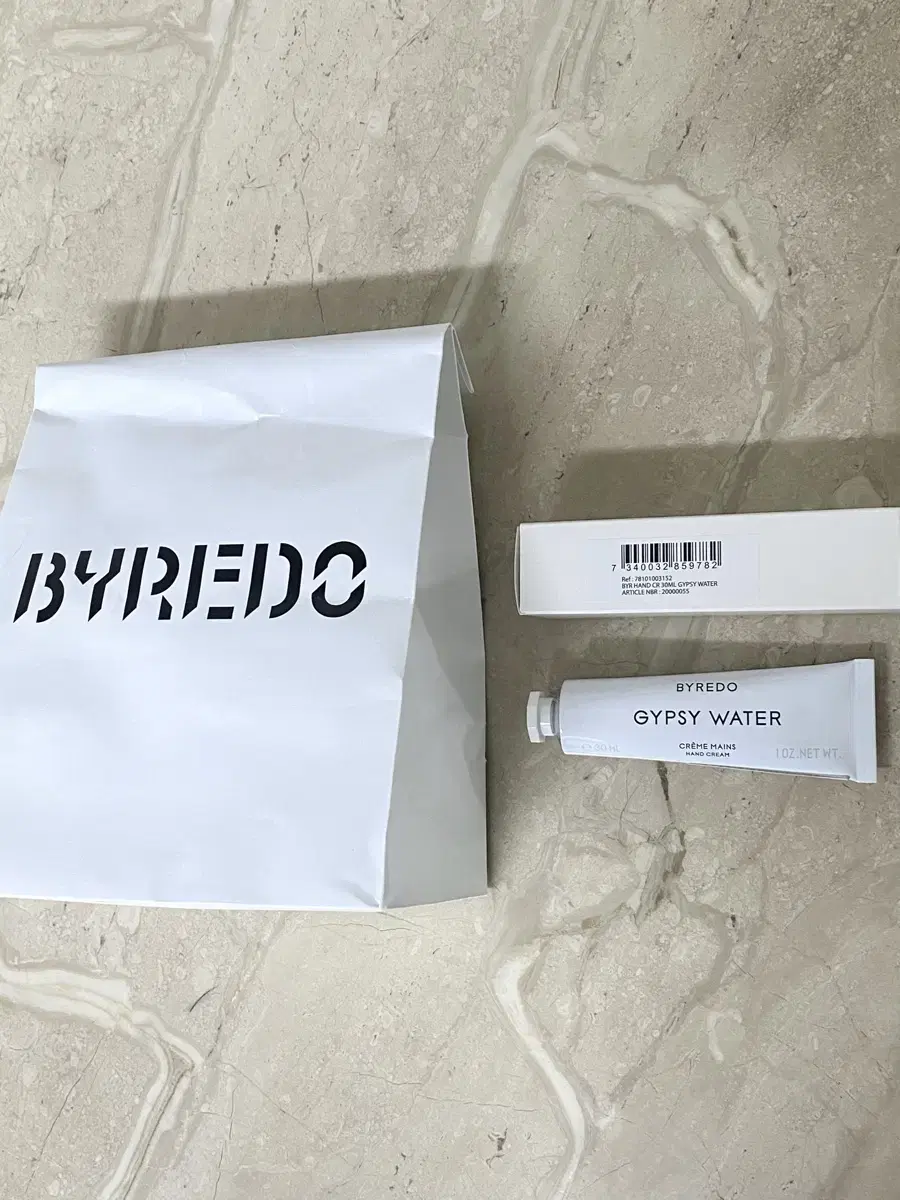 BYREDO
7 340032 859782
Ref : 78101003152
BYR HAND CR 30ML GYPSY WATER
ARTICLE NBR : 20000055
BYREDO
GYPSY WATER
CRÈME MAINS
HAND CREAM
℮ 30 ML
1 OZ.NET WT.